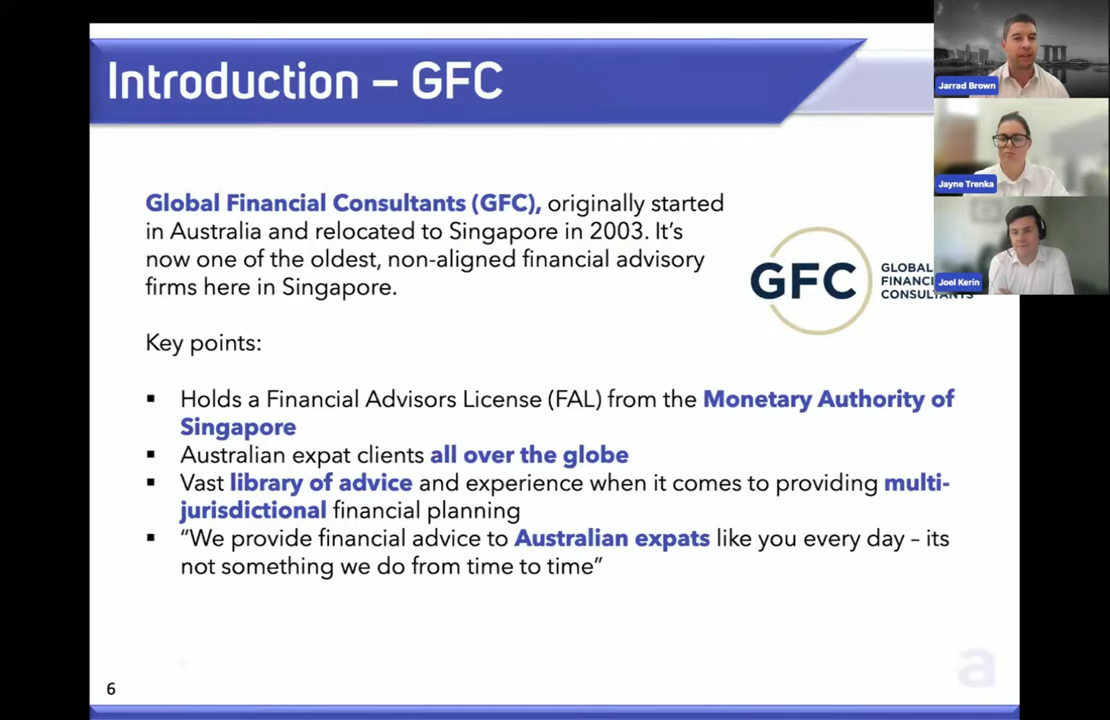 Introduction – GFC
Jarrad Brown
Jayne Trenka
Joel Kerin
Global Financial Consultants (GFC), originally started
in Australia and relocated to Singapore in 2003. It's
now one of the oldest, non-aligned financial advisory
firms here in Singapore.
GFC
GLOBAL
FINANCI
CONSULTANTS
Key points:
▪ Holds a Financial Advisors License (FAL) from the Monetary Authority of
Singapore
▪ Australian expat clients all over the globe
▪ Vast library of advice and experience when it comes to providing multi-
jurisdictional financial planning
▪ “We provide financial advice to Australian expats like you every day – its
not something we do from time to time”
a
6